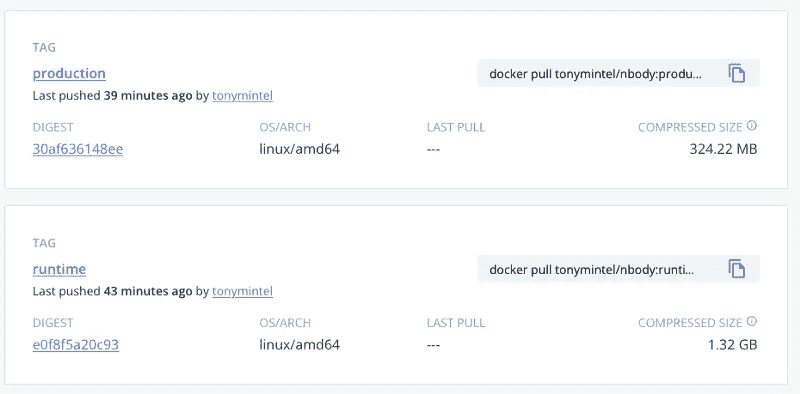 TAG
production
docker pull tonymintel/nbody:produ...
Last pushed 39 minutes ago by tonymintel
DIGEST OS/ARCH LAST PULL COMPRESSED SIZE
30af636148ee linux/amd64 --- 324.22 MB
TAG
runtime
docker pull tonymintel/nbody:runti...
Last pushed 43 minutes ago by tonymintel
DIGEST OS/ARCH LAST PULL COMPRESSED SIZE
e0f8f5a20c93 linux/amd64 --- 1.32 GB